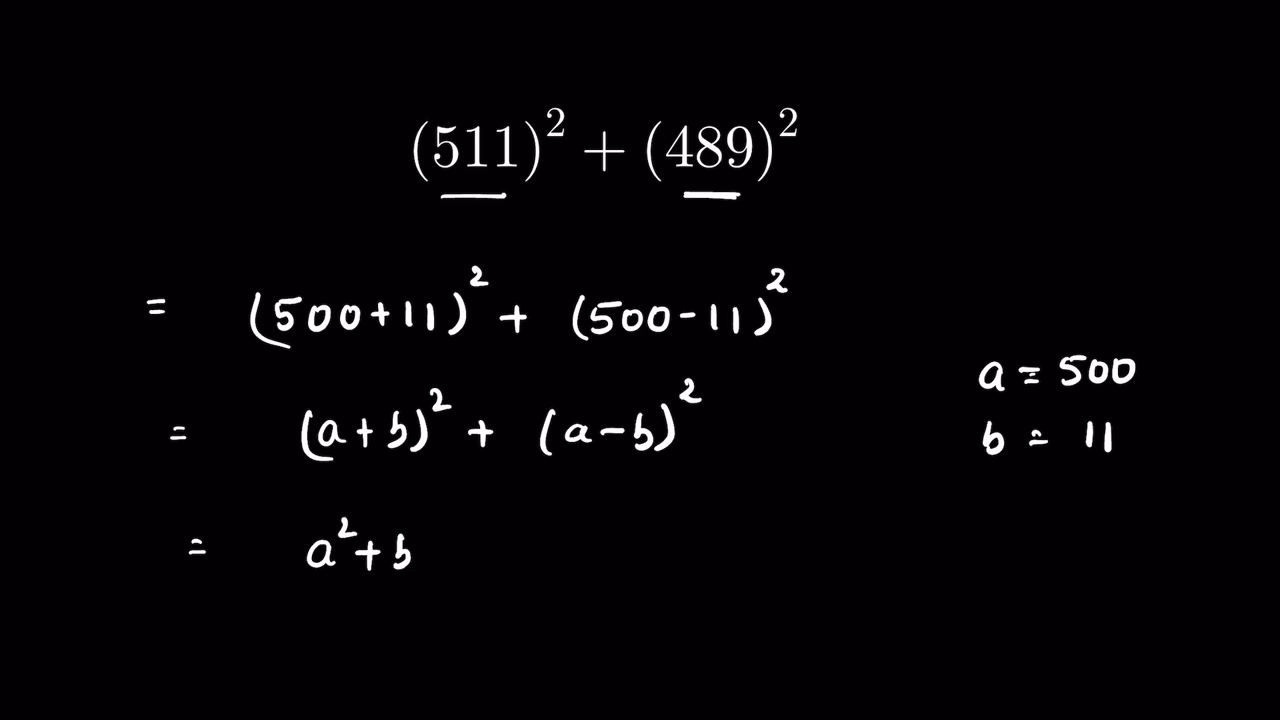 (511)² + (489)²
= (500+11)² + (500-11)²
a = 500
= (a+b)² + (a-b)²
b = 11
= a²+b